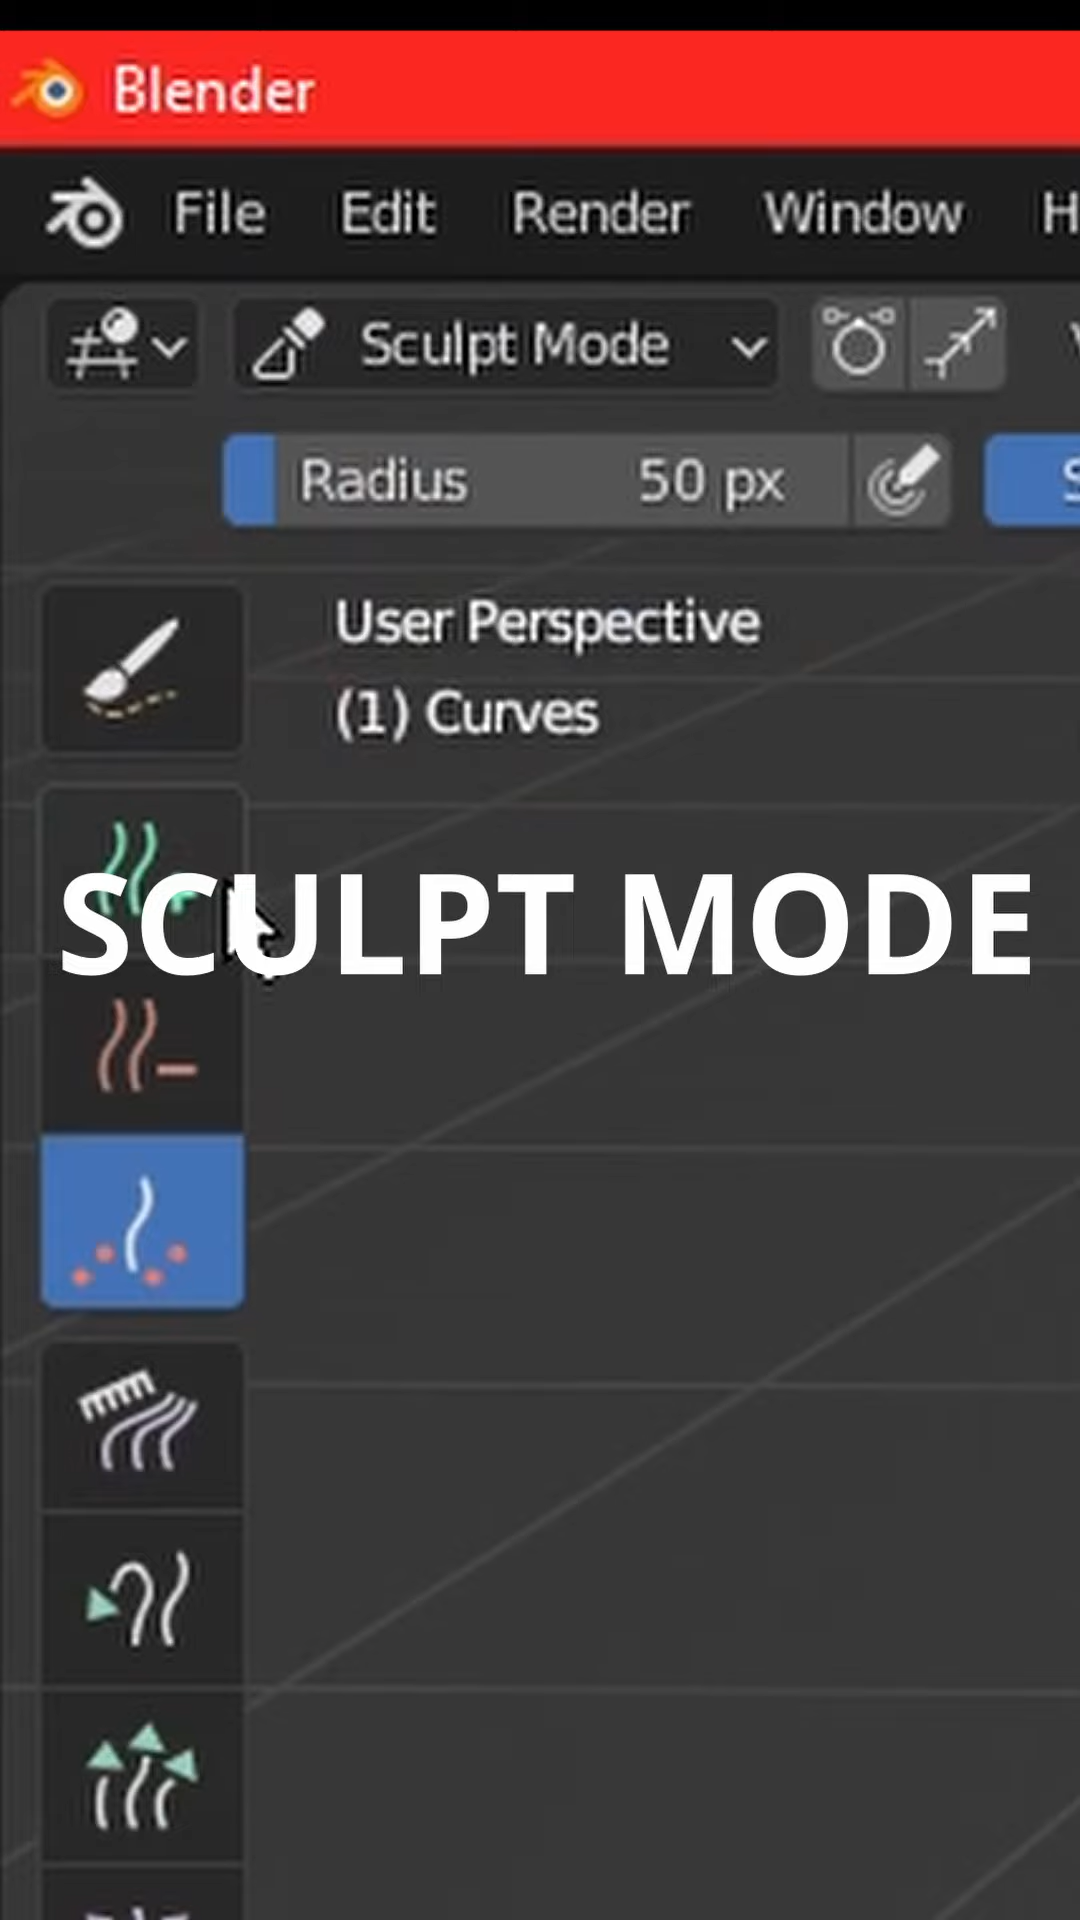 Blender
File Edit Render Window
Sculpt Mode
Radius 50 px
User Perspective
(1) Curves
SCULPT MODE